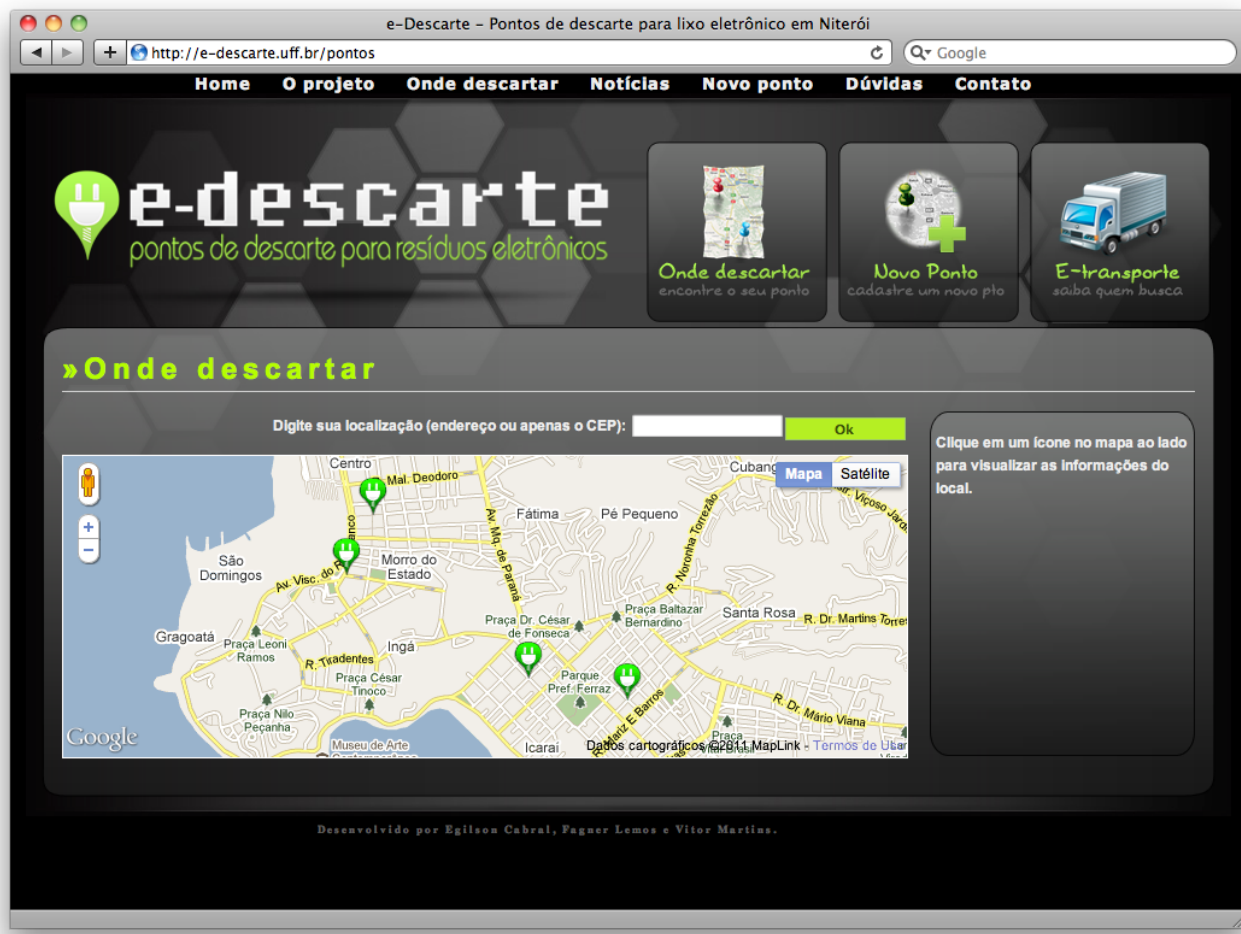 e-Descarte – Pontos de descarte para lixo eletrônico em Niterói
http://e-descarte.uff.br/pontos
Google
Home O projeto Onde descartar Notícias Novo ponto Dúvidas Contato
e-descarte
pontos de descarte para resíduos eletrônicos
Onde descartar
encontre o seu ponto
Novo Ponto
cadastre um novo pto
E-transporte
saiba quem busca
»Onde descartar
Digite sua localização (endereço ou apenas o CEP):
Ok
Clique em um ícone no mapa ao lado
para visualizar as informações do
local.
Mapa Satélite
Centro
Mal. Deodoro
Cubang
Viçoso Jard
Av. Mq. de Paraná
Fátima
Pé Pequeno
R. Noronha Torrezão
São
Domingos
Av. Visc. do R
anco
Morro do
Estado
Praça Dr. César
de Fonseca
Praça Baltazar
Bernardino
Santa Rosa
R. Dr. Martins Torres
Gragoatá
Praça Leoni
Ramos
Ingá
R. Tiradentes
Praça César
Tinoco
Parque
Pref. Ferraz
Mariz E Barros
R. Dr. Mário Viana
Praça Nilo
Peçanha
Museu de Arte
Icaraí
Praça
Google
Dados cartográficos ©2011 MapLink - Termos de Uso
Desenvolvido por Egilson Cabral, Fagner Lemos e Vitor Martins.